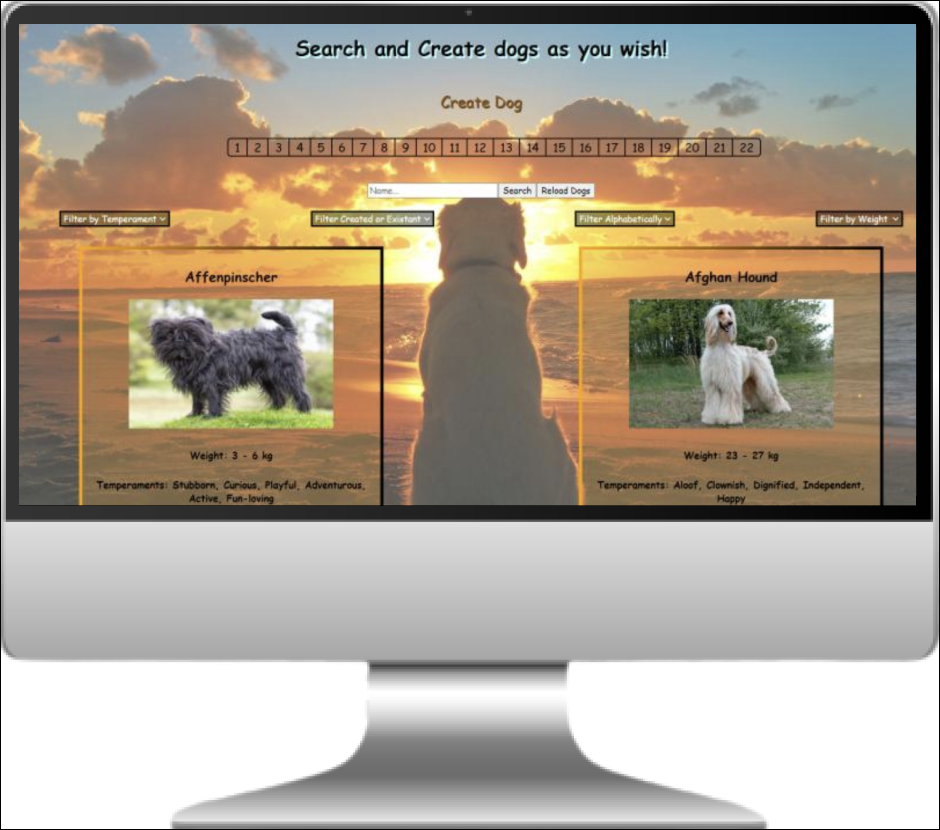 Search and Create dogs as you wish!
Create Dog
1 2 3 4 5 6 7 8 9 10 11 12 13 14 15 16 17 18 19 20 21 22
Name... Search Reload Dogs
Filter by Temperament Filter Created or Existant Filter Alphabetically Filter by Weight
Affenpinscher
Weight: 3 - 6 kg
Temperaments: Stubborn, Curious, Playful, Adventurous,
Active, Fun-loving
Afghan Hound
Weight: 23 - 27 kg
Temperaments: Aloof, Clownish, Dignified, Independent,
Happy